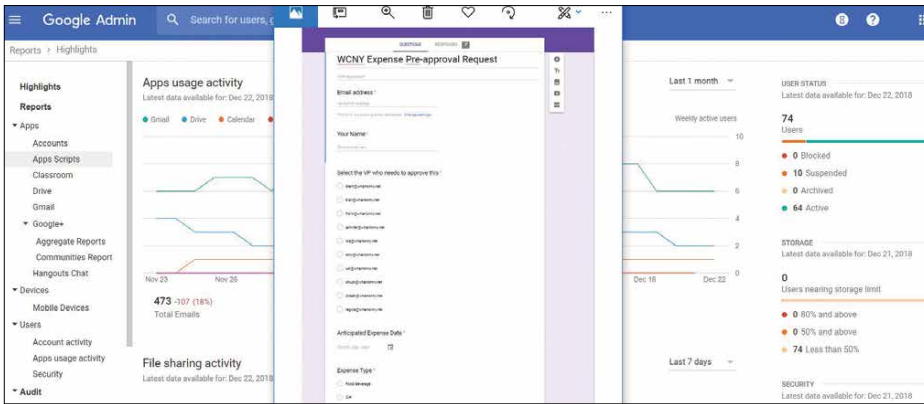 Google Admin
Search for users, g
Reports > Highlights
Highlights
Reports
Apps
Accounts
Apps Scripts
Classroom
Drive
Gmail
Google+
Aggregate Reports
Communities Report
Hangouts Chat
Devices
Mobile Devices
Users
Account activity
Apps usage activity
Security
Audit
Apps usage activity
Latest data available for: Dec 22, 2018
Gmail Drive Calendar
Nov 23 Nov 26
473 -107 (18%)
Total Emails
File sharing activity
Latest data available for: Dec 22, 2018
QUESTIONS RESPONSES
WCNY Expense Pre-approval Request
Email address *
Your Name *
Select the VP who needs to approve this *
Anticipated Expense Date *
Expense Type *
Food/beverage
Last 1 month
Weekly active users
10
8
6
4
2
0
Dec 18 Dec 22
Last 7 days
USER STATUS
Latest data available for: Dec 22, 2018
74
Users
0 Blocked
10 Suspended
0 Archived
64 Active
STORAGE
Latest data available for: Dec 21, 2018
0
Users nearing storage limit
0 80% and above
0 50% and above
74 Less than 50%
SECURITY
Latest data available for: Dec 21, 2018